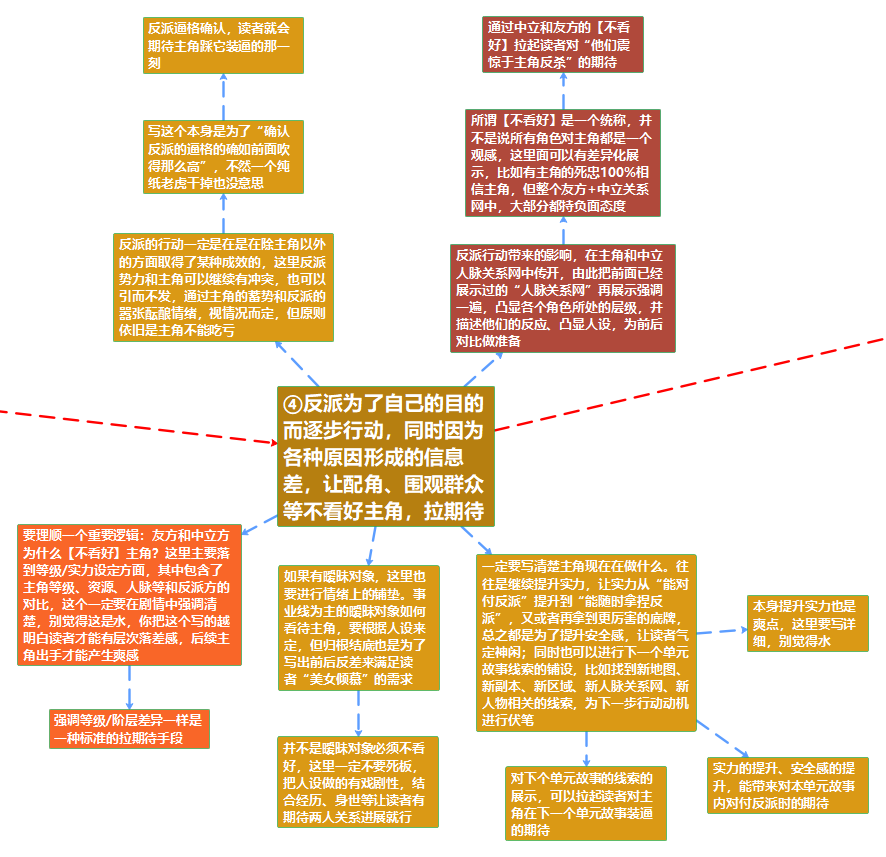 反派逼格确认，读者就会
期待主角踩它装逼的那一
刻
写这个本身是为了“确认
反派的逼格的确如前面吹
得那么高”，不然一个纯
纸老虎干掉也没意思
反派的行动一定是在是在除主角以外
的方面取得了某种成效的，这里反派
势力和主角可以继续有冲突，也可以
引而不发，通过主角的蓄势和反派的
嚣张酝酿情绪，视情况而定，但原则
依旧是主角不能吃亏
通过中立和友方的【不看
好】拉起读者对“他们震
惊于主角反杀”的期待
所谓【不看好】是一个统称，并
不是说所有角色对主角都是一个
观感，这里面可以有差异化展
示，比如有主角的死忠100%相
信主角，但整个友方+中立关系
网中，大部分都持负面态度
反派行动带来的影响，在主角和中立
人脉关系网中传开，由此把前面已经
展示过的“人脉关系网”再展示强调
一遍，凸显各个角色所处的层级，并
描述他们的反应、凸显人设，为前后
对比做准备
④反派为了自己的目的
而逐步行动，同时因为
各种原因形成的信息
差，让配角、围观群众
等不看好主角，拉期待
要理顺一个重要逻辑：友方和中立方
为什么【不看好】主角？这里主要落
到等级/实力设定方面，其中包含了
主角等级、资源、人脉等和反派方的
对比，这个一定要在剧情中强调清
楚，别觉得这是水，你把这个写的越
明白读者才能有层次落差感，后续主
角出手才能产生爽感
强调等级/阶层差异一样是
一种标准的拉期待手段
如果有暧昧对象，这里也
要进行情绪上的铺垫。事
业线为主的暧昧对象如何
看待主角，要根据人设来
定，但归根结底也是为了
写出前后反差来满足读
者“美女倾慕”的需求
并不是暧昧对象必须不看
好，这里一定不要死板，
把人设做的有戏剧性，结
合经历、身世等让读者有
期待两人关系进展就行
一定要写清楚主角现在在做什么。往
往是继续提升实力，让实力从“能对
付反派”提升到“能随时拿捏反
派”，又或者再拿到更厉害的底牌，
总之都是为了提升安全感，让读者气
定神闲；同时也可以进行下一个单元
故事线索的铺设，比如找到新地图、
新副本、新区域、新人脉关系网、新
人物相关的线索，为下一步行动动机
进行伏笔
本身提升实力也是
爽点，这里要写详
细，别觉得水
对下个单元故事的线索的
展示，可以拉起读者对主
角在下一个单元故事装逼
的期待
实力的提升、安全感的提
升，能带来对本单元故事
内对付反派时的期待